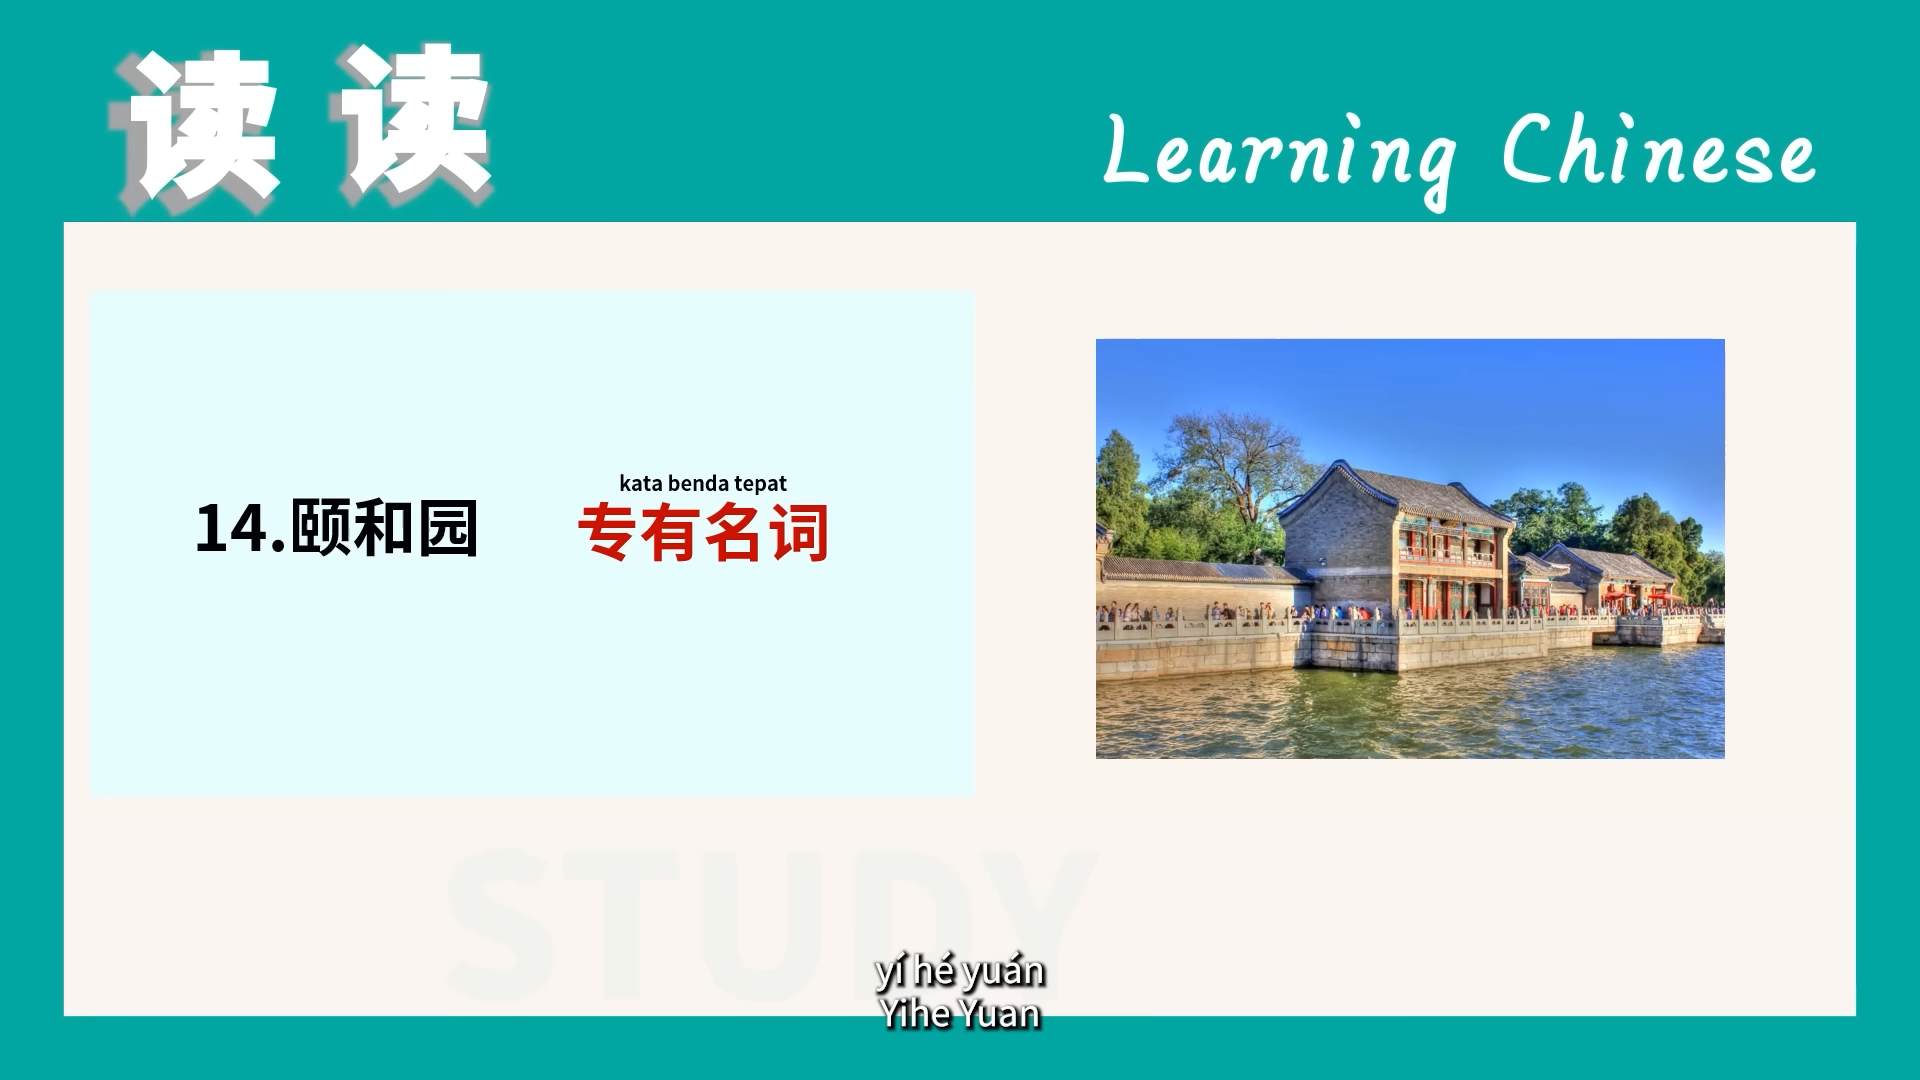 读读
Learning Chinese
kata benda tepat
14.颐和园 专有名词
STUDY
yí hé yuán
Yihe Yuan